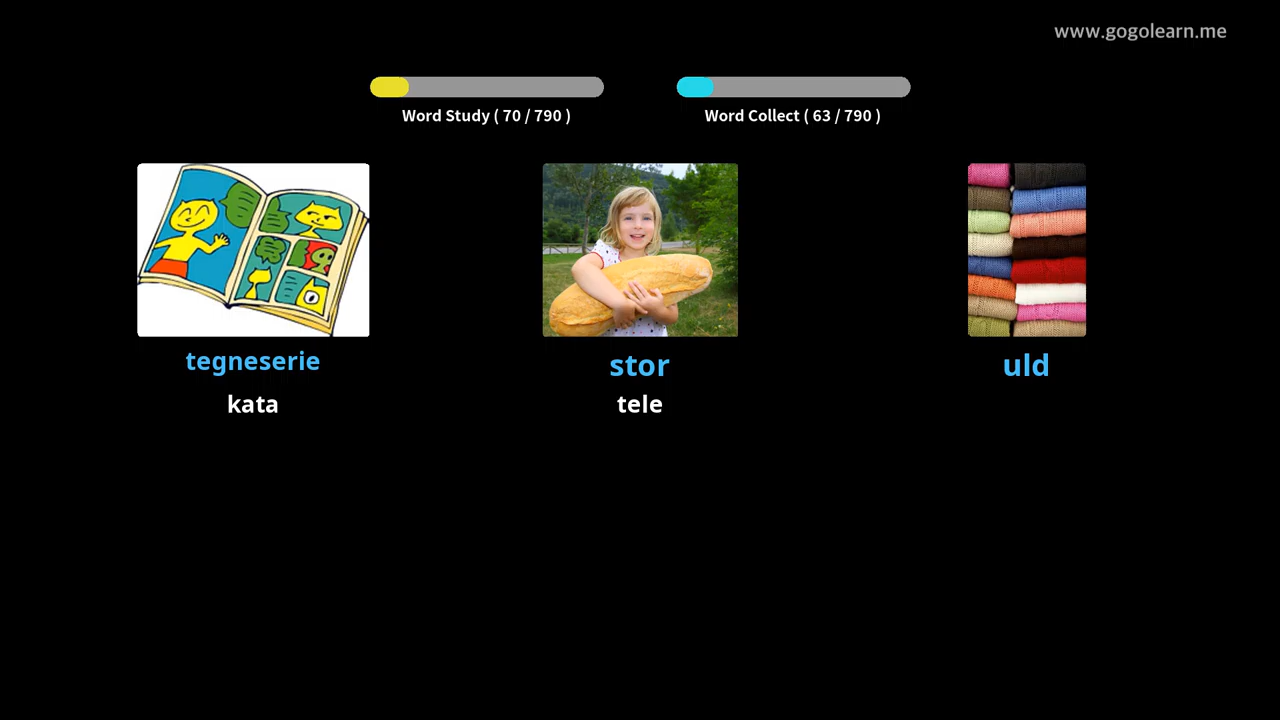 www.gogolearn.me
Word Study ( 70 / 790 )
Word Collect ( 63 / 790 )
tegneserie
stor
uld
kata
tele